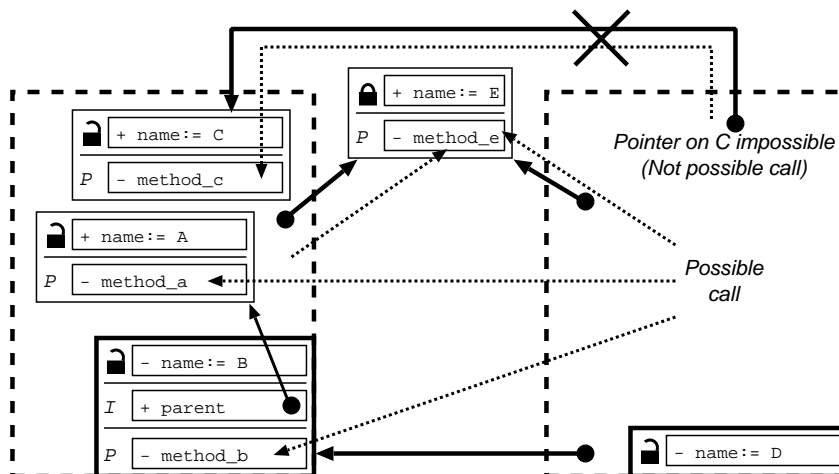 + name:= E
P - method_e
+ name:= C
P - method_c
Pointer on C impossible
(Not possible call)
+ name:= A
P - method_a
Possible
call
- name:= B
I + parent
P - method_b
- name:= D